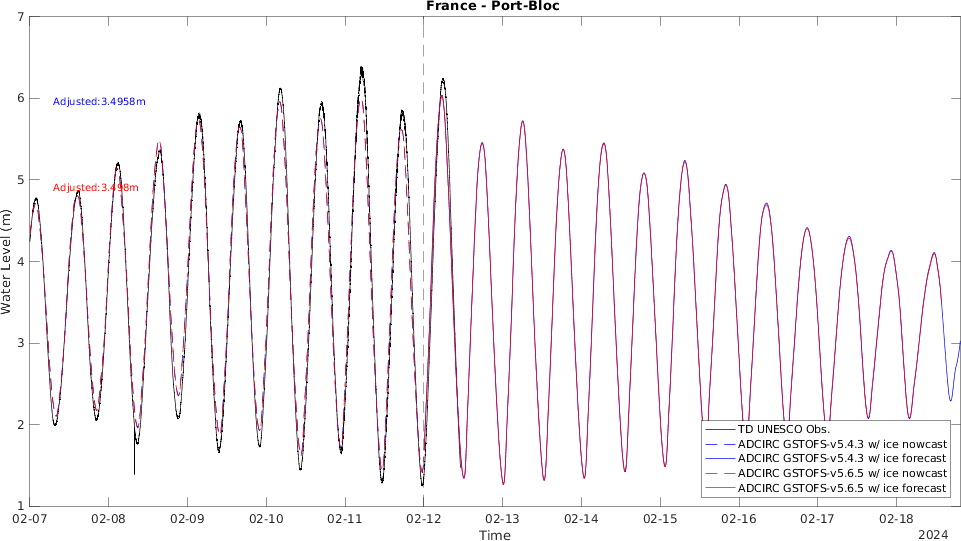 France - Port-Bloc
7
6
5
4
3
2
1
Water Level (m)
Adjusted:3.4958m
Adjusted:3.498m
TD UNESCO Obs.
ADCIRC GSTOFS-v5.4.3 w/ ice nowcast
ADCIRC GSTOFS-v5.4.3 w/ ice forecast
ADCIRC GSTOFS-v5.6.5 w/ ice nowcast
ADCIRC GSTOFS-v5.6.5 w/ ice forecast
02-07 02-08 02-09 02-10 02-11 02-12 02-13 02-14 02-15 02-16 02-17 02-18
Time
2024